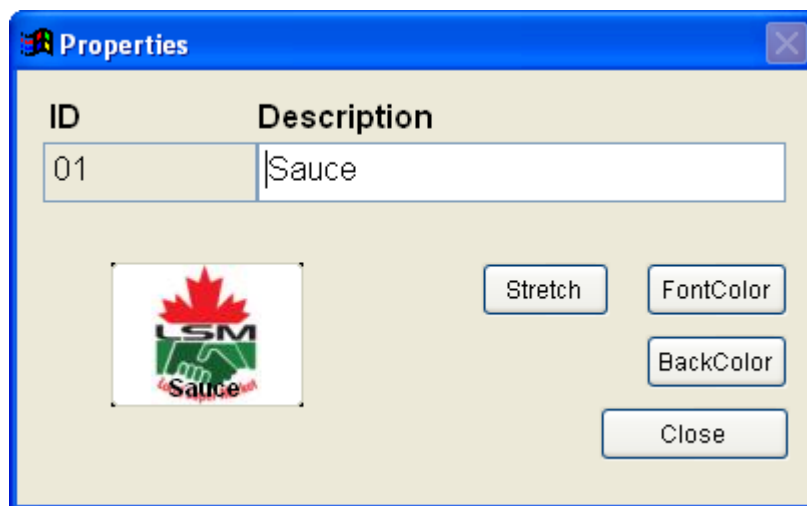 Properties
ID Description
01 Sauce
Stretch FontColor
LSM
Sauce
BackColor
Close